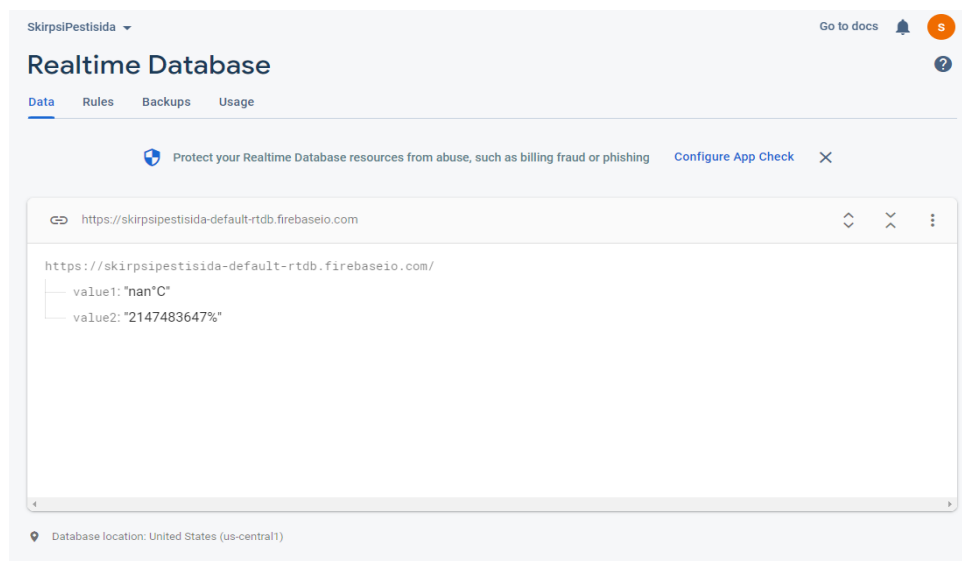 SkirpsiPestisida
Go to docs
S
Realtime Database
?
Data Rules Backups Usage
Protect your Realtime Database resources from abuse, such as billing fraud or phishing Configure App Check
https://skirpsipestisida-default-rtdb.firebaseio.com
https://skirpsipestisida-default-rtdb.firebaseio.com/
value1: "nan°C"
value2: "2147483647%"
Database location: United States (us-central1)